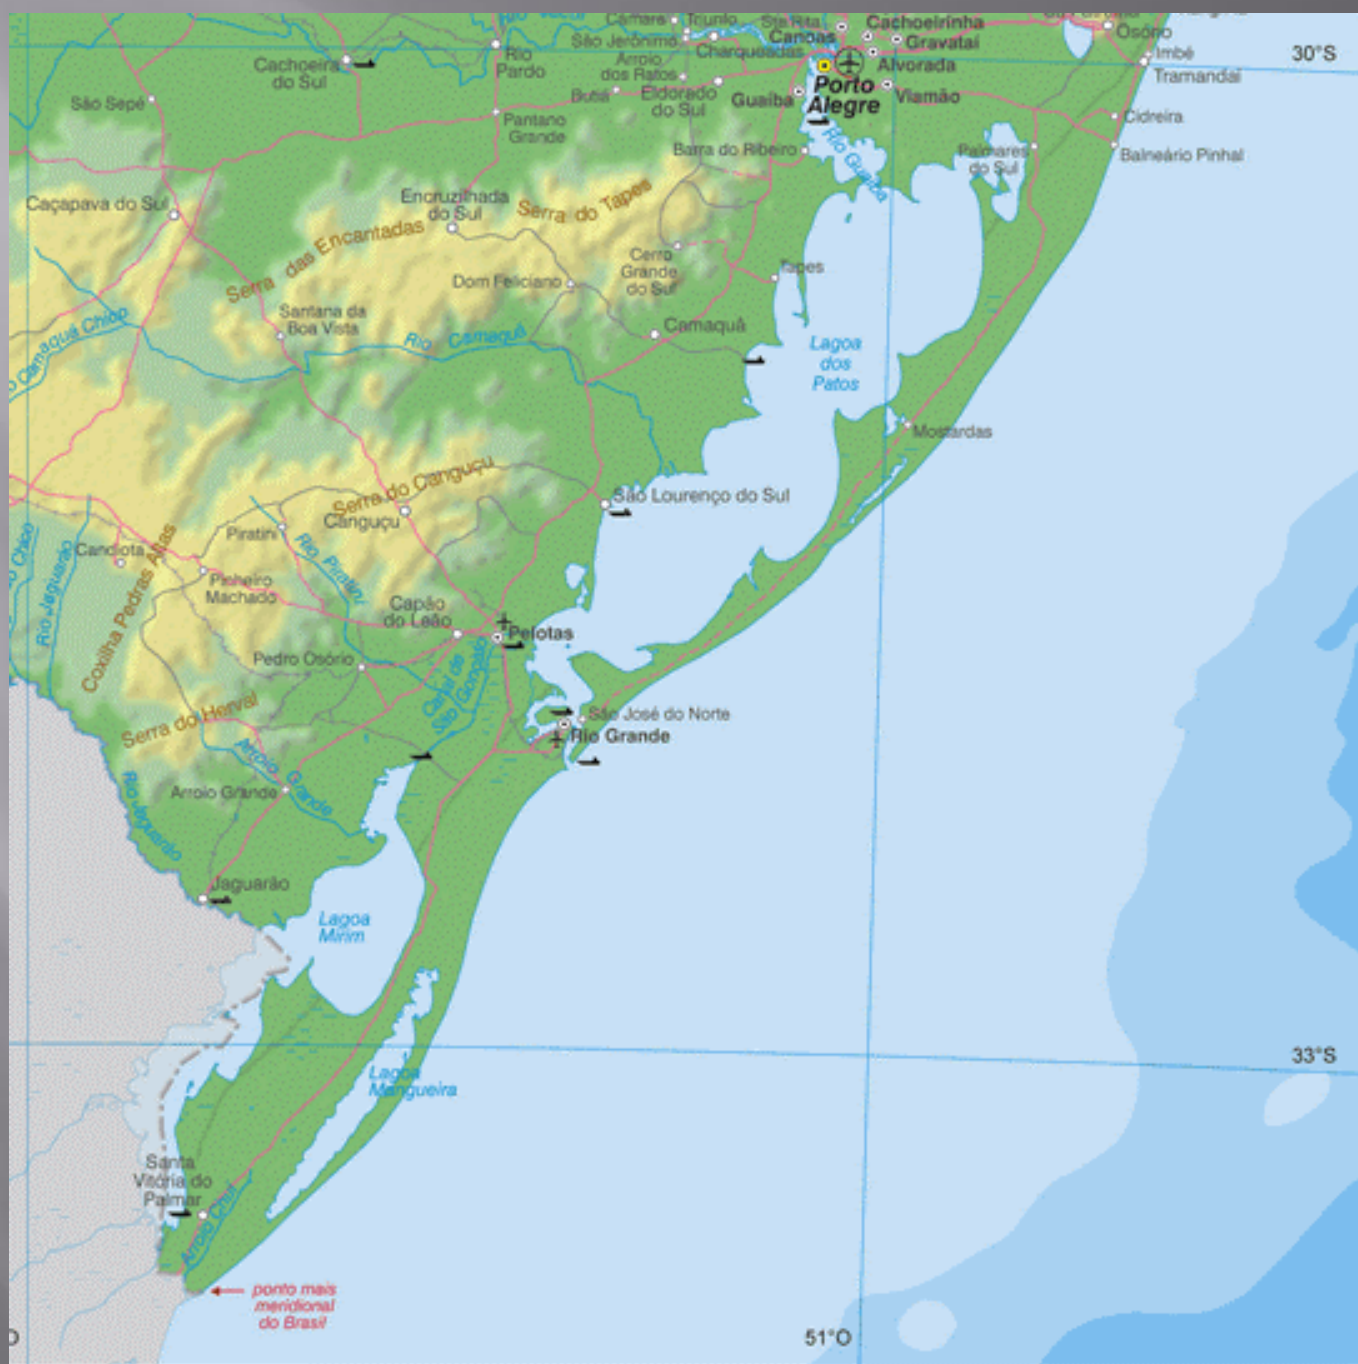 Triunfo
Ste Rita
Cachoeirinha
Osório
São Jerônimo
Canoas
Gravataí
Charqueadas
Imbé
30°S
Cachoeira
do Sul
Rio
Pardo
Arroio
dos Ratos
Alvorada
Tramandaí
São Sepé
Butiá
Eldorado
do Sul
Guaíba
Porto
Alegre
Viamão
Pantano
Grande
Cidreira
Barra do Ribeiro
Rio Guaíba
Palmares
do Sul
Balneário Pinhal
Caçapava do Sul
Encruzilhada
do Sul
Serra do Tapes
Serra das Encantadas
Cerro
Grande
do Sul
Dom Feliciano
Tapes
Santana da
Boa Vista
Camaquã Chico
Rio Camaquã
Camaquã
Lagoa
dos
Patos
Mostardas
Serra do Canguçu
São Lourenço do Sul
Canguçu
Piratini
Chico
Candiota
Coxilha Pedras Altas
Rio Jaguarão
Rio Piratini
Pinheiro
Machado
Capão
do Leão
Pelotas
Pedro Osório
Canal de
São Gonçalo
Serra do Herval
São José do Norte
Rio Grande
Arroio Grande
Arroio Grande
Rio Jaguarão
Jaguarão
Lagoa
Mirim
33°S
Lagoa
Mangueira
Santa
Vitória do
Palmar
Arroio Chuí
ponto mais
meridional
do Brasil
51°O